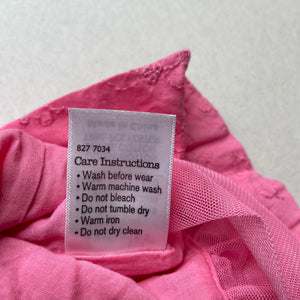 827 7034
Care Instructions
• Wash before wear
• Warm machine wash
• Do not bleach
• Do not tumble dry
• Warm iron
• Do not dry clean